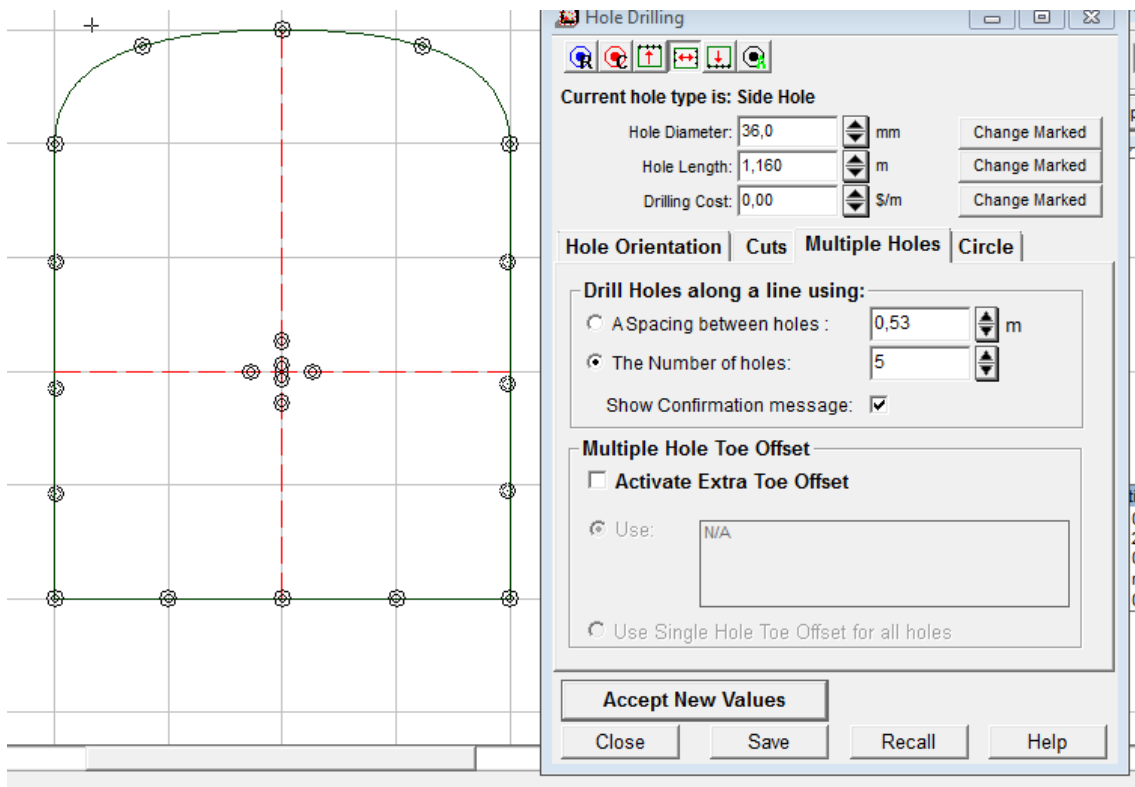 Hole Drilling
R C A
Current hole type is: Side Hole
Hole Diameter: 36,0 mm Change Marked
Hole Length: 1,160 m Change Marked
Drilling Cost: 0,00 $/m Change Marked
Hole Orientation Cuts Multiple Holes Circle
Drill Holes along a line using:
A Spacing between holes : 0,53 m
The Number of holes: 5
Show Confirmation message:
Multiple Hole Toe Offset
Activate Extra Toe Offset
Use: N/A
Use Single Hole Toe Offset for all holes
Accept New Values
Close Save Recall Help